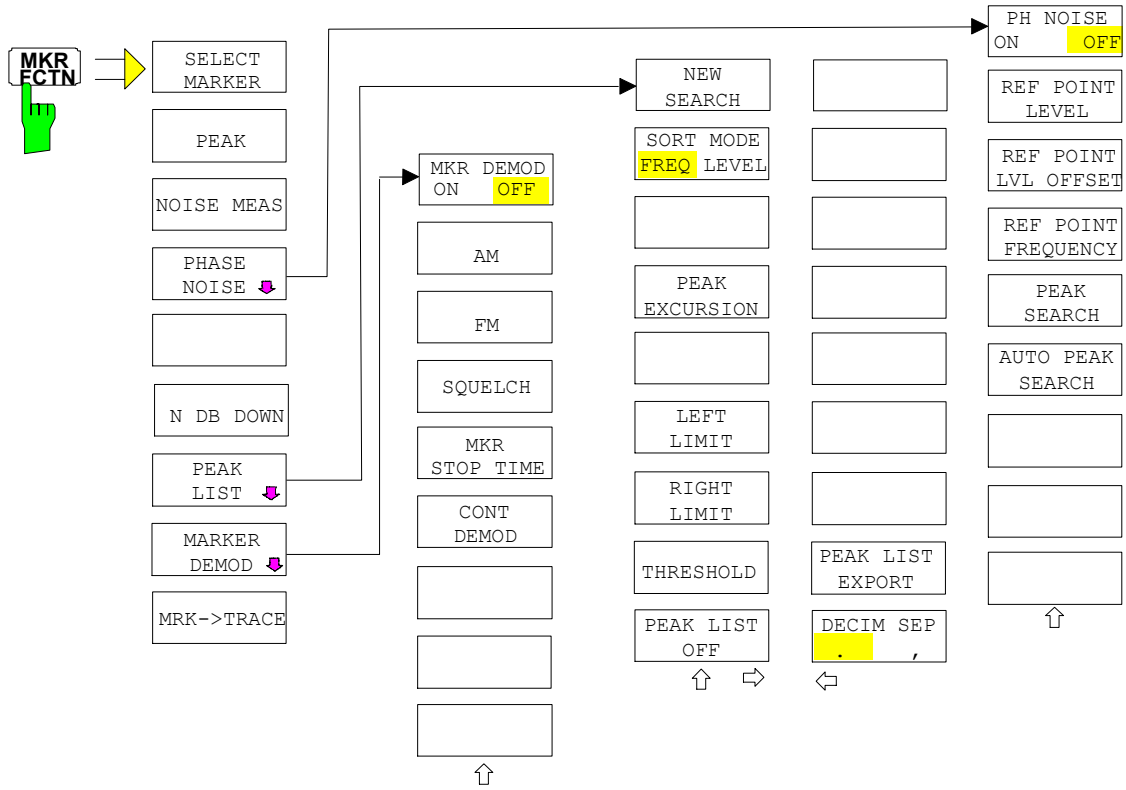 MKR
FCTN
SELECT
MARKER
PEAK
NOISE MEAS
PHASE
NOISE
N DB DOWN
PEAK
LIST
MARKER
DEMOD
MRK->TRACE
MKR DEMOD
ON OFF
AM
FM
SQUELCH
MKR
STOP TIME
CONT
DEMOD
NEW
SEARCH
SORT MODE
FREQ LEVEL
PEAK
EXCURSION
LEFT
LIMIT
RIGHT
LIMIT
THRESHOLD
PEAK LIST
OFF
PEAK LIST
EXPORT
DECIM SEP
. ,
PH NOISE
ON OFF
REF POINT
LEVEL
REF POINT
LVL OFFSET
REF POINT
FREQUENCY
PEAK
SEARCH
AUTO PEAK
SEARCH